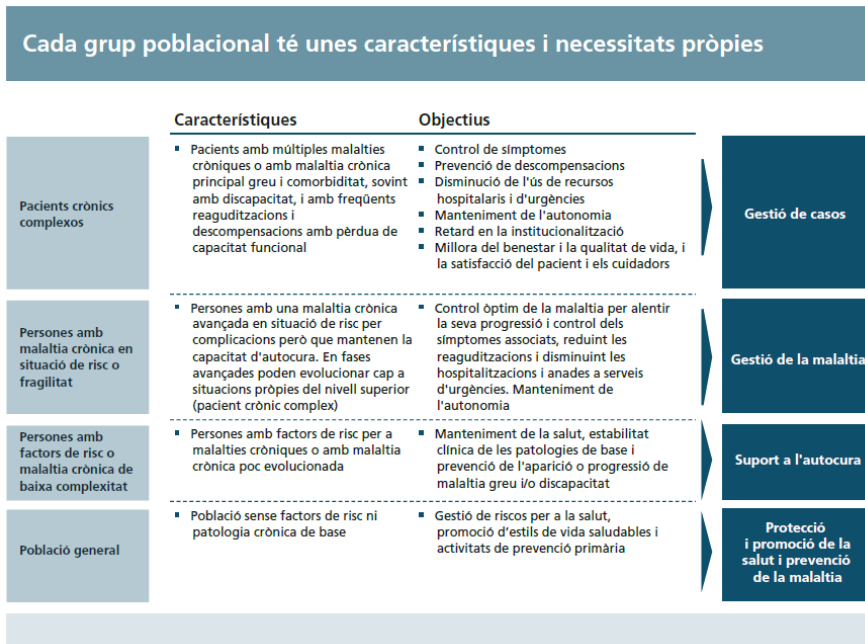 Cada grup poblacional té unes característiques i necessitats pròpies
Característiques
Objectius
Pacients crònics
complexos
▪ Pacients amb múltiples malalties
cròniques o amb malaltia crònica
principal greu i comorbiditat, sovint
amb discapacitat, i amb freqüents
reaguditzacions i
descompensacions amb pèrdua de
capacitat funcional
▪ Control de símptomes
▪ Prevenció de descompensacions
▪ Disminució de l'ús de recursos
hospitalaris i d'urgències
▪ Manteniment de l'autonomia
▪ Retard en la institucionalització
▪ Millora del benestar i la qualitat de vida, i
la satisfacció del pacient i els cuidadors
Gestió de casos
Persones amb
malaltia crònica en
situació de risc o
fragilitat
▪ Persones amb una malaltia crònica
avançada en situació de risc per
complicacions però que mantenen la
capacitat d'autocura. En fases
avançades poden evolucionar cap a
situacions pròpies del nivell superior
(pacient crònic complex)
▪ Control òptim de la malaltia per alentir
la seva progressió i control dels
símptomes associats, reduint les
reaguditzacions i disminuint les
hospitalitzacions i anades a serveis
d'urgències. Manteniment de
l'autonomia
Gestió de la malaltia
Persones amb
factors de risc o
malaltia crònica de
baixa complexitat
▪ Persones amb factors de risc per a
malalties cròniques o amb malaltia
crònica poc evolucionada
▪ Manteniment de la salut, estabilitat
clínica de les patologies de base i
prevenció de l'aparició o progressió de
malaltia greu i/o discapacitat
Suport a l'autocura
Població general
▪ Població sense factors de risc ni
patologia crònica de base
▪ Gestió de riscos per a la salut,
promoció d'estils de vida saludables i
activitats de prevenció primària
Protecció
i promoció de la
salut i prevenció
de la malaltia